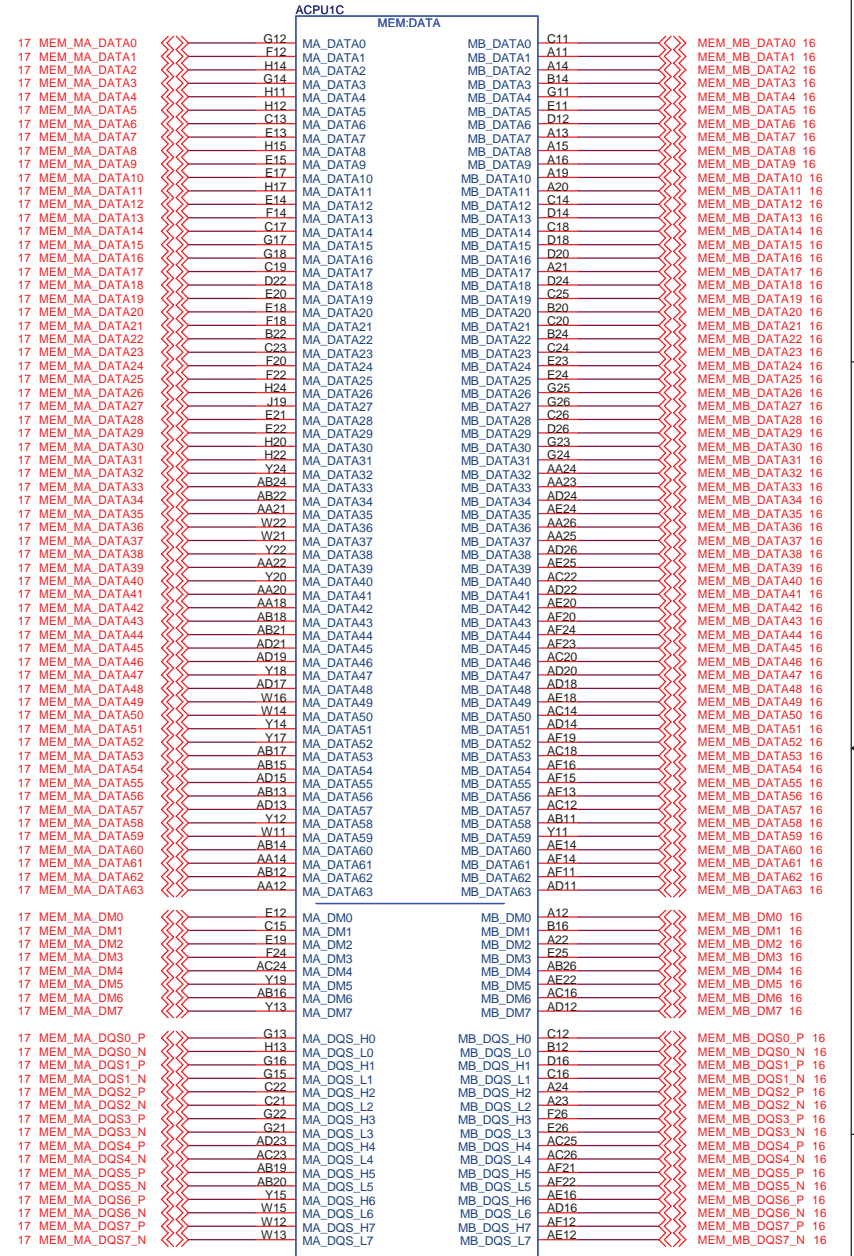 ACPU1C
MEM:DATA
17 MEM_MA_DATA0 G12 MA_DATA0 MB_DATA0 C11 MEM_MB_DATA0 16
17 MEM_MA_DATA1 F12 MA_DATA1 MB_DATA1 A11 MEM_MB_DATA1 16
17 MEM_MA_DATA2 H14 MA_DATA2 MB_DATA2 A14 MEM_MB_DATA2 16
17 MEM_MA_DATA3 G14 MA_DATA3 MB_DATA3 B14 MEM_MB_DATA3 16
17 MEM_MA_DATA4 H11 MA_DATA4 MB_DATA4 G11 MEM_MB_DATA4 16
17 MEM_MA_DATA5 H12 MA_DATA5 MB_DATA5 E11 MEM_MB_DATA5 16
17 MEM_MA_DATA6 C13 MA_DATA6 MB_DATA6 D12 MEM_MB_DATA6 16
17 MEM_MA_DATA7 E13 MA_DATA7 MB_DATA7 A13 MEM_MB_DATA7 16
17 MEM_MA_DATA8 H15 MA_DATA8 MB_DATA8 A15 MEM_MB_DATA8 16
17 MEM_MA_DATA9 E15 MA_DATA9 MB_DATA9 A16 MEM_MB_DATA9 16
17 MEM_MA_DATA10 E17 MA_DATA10 MB_DATA10 A19 MEM_MB_DATA10 16
17 MEM_MA_DATA11 H17 MA_DATA11 MB_DATA11 A20 MEM_MB_DATA11 16
17 MEM_MA_DATA12 E14 MA_DATA12 MB_DATA12 C14 MEM_MB_DATA12 16
17 MEM_MA_DATA13 F14 MA_DATA13 MB_DATA13 D14 MEM_MB_DATA13 16
17 MEM_MA_DATA14 C17 MA_DATA14 MB_DATA14 C18 MEM_MB_DATA14 16
17 MEM_MA_DATA15 G17 MA_DATA15 MB_DATA15 D18 MEM_MB_DATA15 16
17 MEM_MA_DATA16 G18 MA_DATA16 MB_DATA16 D20 MEM_MB_DATA16 16
17 MEM_MA_DATA17 C19 MA_DATA17 MB_DATA17 A21 MEM_MB_DATA17 16
17 MEM_MA_DATA18 D22 MA_DATA18 MB_DATA18 D24 MEM_MB_DATA18 16
17 MEM_MA_DATA19 E20 MA_DATA19 MB_DATA19 C25 MEM_MB_DATA19 16
17 MEM_MA_DATA20 E18 MA_DATA20 MB_DATA20 B20 MEM_MB_DATA20 16
17 MEM_MA_DATA21 F18 MA_DATA21 MB_DATA21 C20 MEM_MB_DATA21 16
17 MEM_MA_DATA22 B22 MA_DATA22 MB_DATA22 B24 MEM_MB_DATA22 16
17 MEM_MA_DATA23 C23 MA_DATA23 MB_DATA23 C24 MEM_MB_DATA23 16
17 MEM_MA_DATA24 F20 MA_DATA24 MB_DATA24 E23 MEM_MB_DATA24 16
17 MEM_MA_DATA25 F22 MA_DATA25 MB_DATA25 E24 MEM_MB_DATA25 16
17 MEM_MA_DATA26 H24 MA_DATA26 MB_DATA26 G25 MEM_MB_DATA26 16
17 MEM_MA_DATA27 J19 MA_DATA27 MB_DATA27 G26 MEM_MB_DATA27 16
17 MEM_MA_DATA28 E21 MA_DATA28 MB_DATA28 C26 MEM_MB_DATA28 16
17 MEM_MA_DATA29 E22 MA_DATA29 MB_DATA29 D26 MEM_MB_DATA29 16
17 MEM_MA_DATA30 H20 MA_DATA30 MB_DATA30 G23 MEM_MB_DATA30 16
17 MEM_MA_DATA31 H22 MA_DATA31 MB_DATA31 G24 MEM_MB_DATA31 16
17 MEM_MA_DATA32 Y24 MA_DATA32 MB_DATA32 AA24 MEM_MB_DATA32 16
17 MEM_MA_DATA33 AB24 MA_DATA33 MB_DATA33 AA23 MEM_MB_DATA33 16
17 MEM_MA_DATA34 AB22 MA_DATA34 MB_DATA34 AD24 MEM_MB_DATA34 16
17 MEM_MA_DATA35 AA21 MA_DATA35 MB_DATA35 AE24 MEM_MB_DATA35 16
17 MEM_MA_DATA36 W22 MA_DATA36 MB_DATA36 AA26 MEM_MB_DATA36 16
17 MEM_MA_DATA37 W21 MA_DATA37 MB_DATA37 AA25 MEM_MB_DATA37 16
17 MEM_MA_DATA38 Y22 MA_DATA38 MB_DATA38 AD26 MEM_MB_DATA38 16
17 MEM_MA_DATA39 AA22 MA_DATA39 MB_DATA39 AE25 MEM_MB_DATA39 16
17 MEM_MA_DATA40 Y20 MA_DATA40 MB_DATA40 AC22 MEM_MB_DATA40 16
17 MEM_MA_DATA41 AA20 MA_DATA41 MB_DATA41 AD22 MEM_MB_DATA41 16
17 MEM_MA_DATA42 AA18 MA_DATA42 MB_DATA42 AE20 MEM_MB_DATA42 16
17 MEM_MA_DATA43 AB18 MA_DATA43 MB_DATA43 AF20 MEM_MB_DATA43 16
17 MEM_MA_DATA44 AB21 MA_DATA44 MB_DATA44 AF24 MEM_MB_DATA44 16
17 MEM_MA_DATA45 AD21 MA_DATA45 MB_DATA45 AF23 MEM_MB_DATA45 16
17 MEM_MA_DATA46 AD19 MA_DATA46 MB_DATA46 AC20 MEM_MB_DATA46 16
17 MEM_MA_DATA47 Y18 MA_DATA47 MB_DATA47 AD20 MEM_MB_DATA47 16
17 MEM_MA_DATA48 AD17 MA_DATA48 MB_DATA48 AD18 MEM_MB_DATA48 16
17 MEM_MA_DATA49 W16 MA_DATA49 MB_DATA49 AE18 MEM_MB_DATA49 16
17 MEM_MA_DATA50 W14 MA_DATA50 MB_DATA50 AC14 MEM_MB_DATA50 16
17 MEM_MA_DATA51 Y14 MA_DATA51 MB_DATA51 AD14 MEM_MB_DATA51 16
17 MEM_MA_DATA52 Y17 MA_DATA52 MB_DATA52 AF19 MEM_MB_DATA52 16
17 MEM_MA_DATA53 AB17 MA_DATA53 MB_DATA53 AC18 MEM_MB_DATA53 16
17 MEM_MA_DATA54 AB15 MA_DATA54 MB_DATA54 AF16 MEM_MB_DATA54 16
17 MEM_MA_DATA55 AD15 MA_DATA55 MB_DATA55 AF15 MEM_MB_DATA55 16
17 MEM_MA_DATA56 AB13 MA_DATA56 MB_DATA56 AF13 MEM_MB_DATA56 16
17 MEM_MA_DATA57 AD13 MA_DATA57 MB_DATA57 AC12 MEM_MB_DATA57 16
17 MEM_MA_DATA58 Y12 MA_DATA58 MB_DATA58 AB11 MEM_MB_DATA58 16
17 MEM_MA_DATA59 W11 MA_DATA59 MB_DATA59 Y11 MEM_MB_DATA59 16
17 MEM_MA_DATA60 AB14 MA_DATA60 MB_DATA60 AE14 MEM_MB_DATA60 16
17 MEM_MA_DATA61 AA14 MA_DATA61 MB_DATA61 AF14 MEM_MB_DATA61 16
17 MEM_MA_DATA62 AB12 MA_DATA62 MB_DATA62 AF11 MEM_MB_DATA62 16
17 MEM_MA_DATA63 AA12 MA_DATA63 MB_DATA63 AD11 MEM_MB_DATA63 16
17 MEM_MA_DM0 E12 MA_DM0 MB_DM0 A12 MEM_MB_DM0 16
17 MEM_MA_DM1 C15 MA_DM1 MB_DM1 B16 MEM_MB_DM1 16
17 MEM_MA_DM2 E19 MA_DM2 MB_DM2 A22 MEM_MB_DM2 16
17 MEM_MA_DM3 F24 MA_DM3 MB_DM3 E25 MEM_MB_DM3 16
17 MEM_MA_DM4 AC24 MA_DM4 MB_DM4 AB26 MEM_MB_DM4 16
17 MEM_MA_DM5 Y19 MA_DM5 MB_DM5 AE22 MEM_MB_DM5 16
17 MEM_MA_DM6 AB16 MA_DM6 MB_DM6 AC16 MEM_MB_DM6 16
17 MEM_MA_DM7 Y13 MA_DM7 MB_DM7 AD12 MEM_MB_DM7 16
17 MEM_MA_DQS0_P G13 MA_DQS_H0 MB_DQS_H0 C12 MEM_MB_DQS0_P 16
17 MEM_MA_DQS0_N H13 MA_DQS_L0 MB_DQS_L0 B12 MEM_MB_DQS0_N 16
17 MEM_MA_DQS1_P G16 MA_DQS_H1 MB_DQS_H1 D16 MEM_MB_DQS1_P 16
17 MEM_MA_DQS1_N G15 MA_DQS_L1 MB_DQS_L1 C16 MEM_MB_DQS1_N 16
17 MEM_MA_DQS2_P C22 MA_DQS_H2 MB_DQS_H2 A24 MEM_MB_DQS2_P 16
17 MEM_MA_DQS2_N C21 MA_DQS_L2 MB_DQS_L2 A23 MEM_MB_DQS2_N 16
17 MEM_MA_DQS3_P G22 MA_DQS_H3 MB_DQS_H3 F26 MEM_MB_DQS3_P 16
17 MEM_MA_DQS3_N G21 MA_DQS_L3 MB_DQS_L3 E26 MEM_MB_DQS3_N 16
17 MEM_MA_DQS4_P AD23 MA_DQS_H4 MB_DQS_H4 AC25 MEM_MB_DQS4_P 16
17 MEM_MA_DQS4_N AC23 MA_DQS_L4 MB_DQS_L4 AC26 MEM_MB_DQS4_N 16
17 MEM_MA_DQS5_P AB19 MA_DQS_H5 MB_DQS_H5 AF21 MEM_MB_DQS5_P 16
17 MEM_MA_DQS5_N AB20 MA_DQS_L5 MB_DQS_L5 AF22 MEM_MB_DQS5_N 16
17 MEM_MA_DQS6_P Y15 MA_DQS_H6 MB_DQS_H6 AE16 MEM_MB_DQS6_P 16
17 MEM_MA_DQS6_N W15 MA_DQS_L6 MB_DQS_L6 AD16 MEM_MB_DQS6_N 16
17 MEM_MA_DQS7_P W12 MA_DQS_H7 MB_DQS_H7 AF12 MEM_MB_DQS7_P 16
17 MEM_MA_DQS7_N W13 MA_DQS_L7 MB_DQS_L7 AE12 MEM_MB_DQS7_N 16